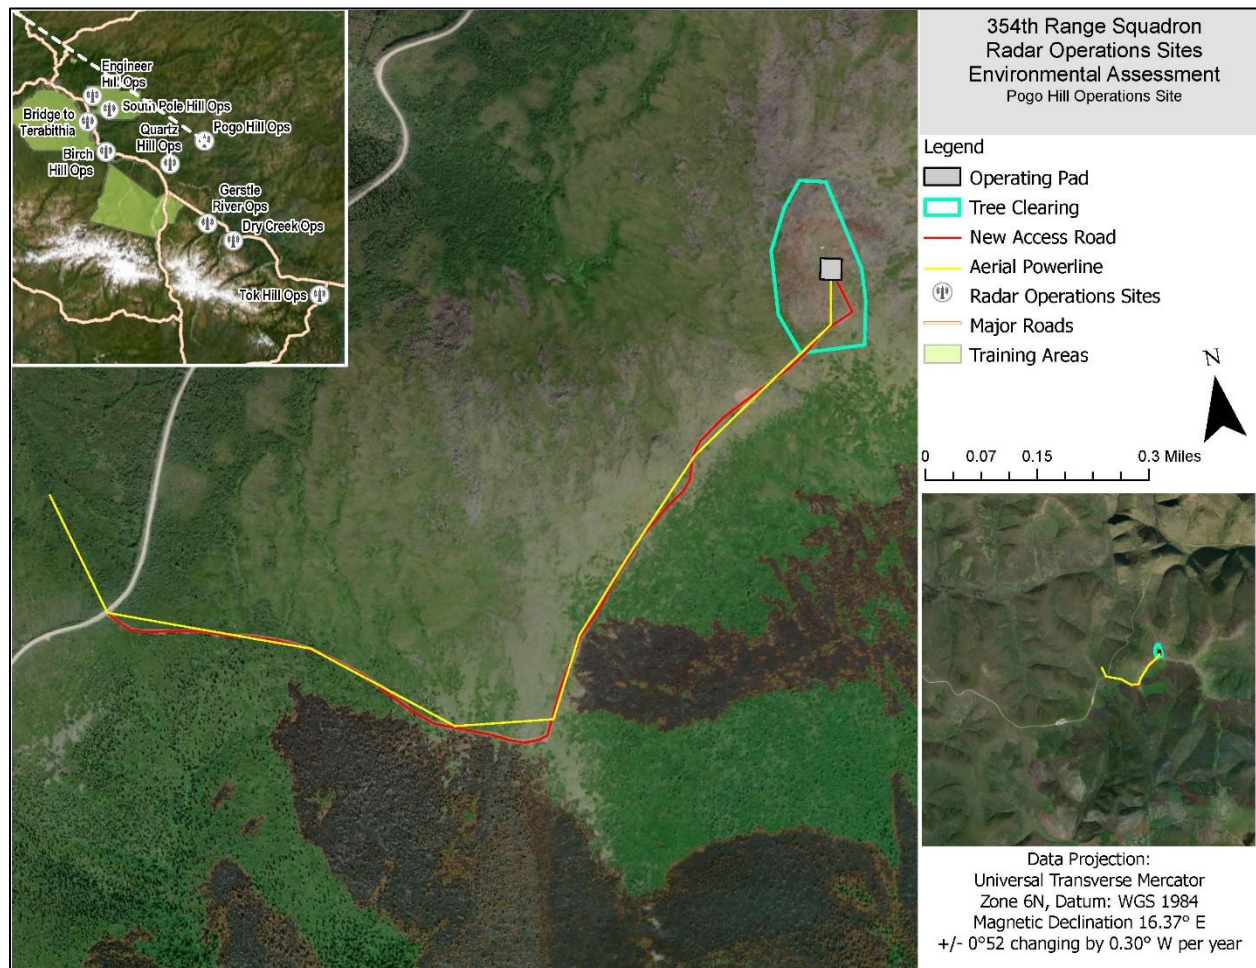 354th Range Squadron
Radar Operations Sites
Environmental Assessment
Pogo Hill Operations Site
Engineer
Hill Ops
South Pole Hill Ops
Bridge to
Terabithia
Quartz
Hill Ops
Pogo Hill Ops
Birch
Hill Ops
Gerstle
River Ops
Dry Creek Ops
Tok Hill Ops
Legend
Operating Pad
Tree Clearing
New Access Road
Aerial Powerline
Radar Operations Sites
Major Roads
Training Areas
N
0 0.07 0.15 0.3 Miles
Data Projection:
Universal Transverse Mercator
Zone 6N, Datum: WGS 1984
Magnetic Declination 16.37° E
+/- 0°52 changing by 0.30° W per year